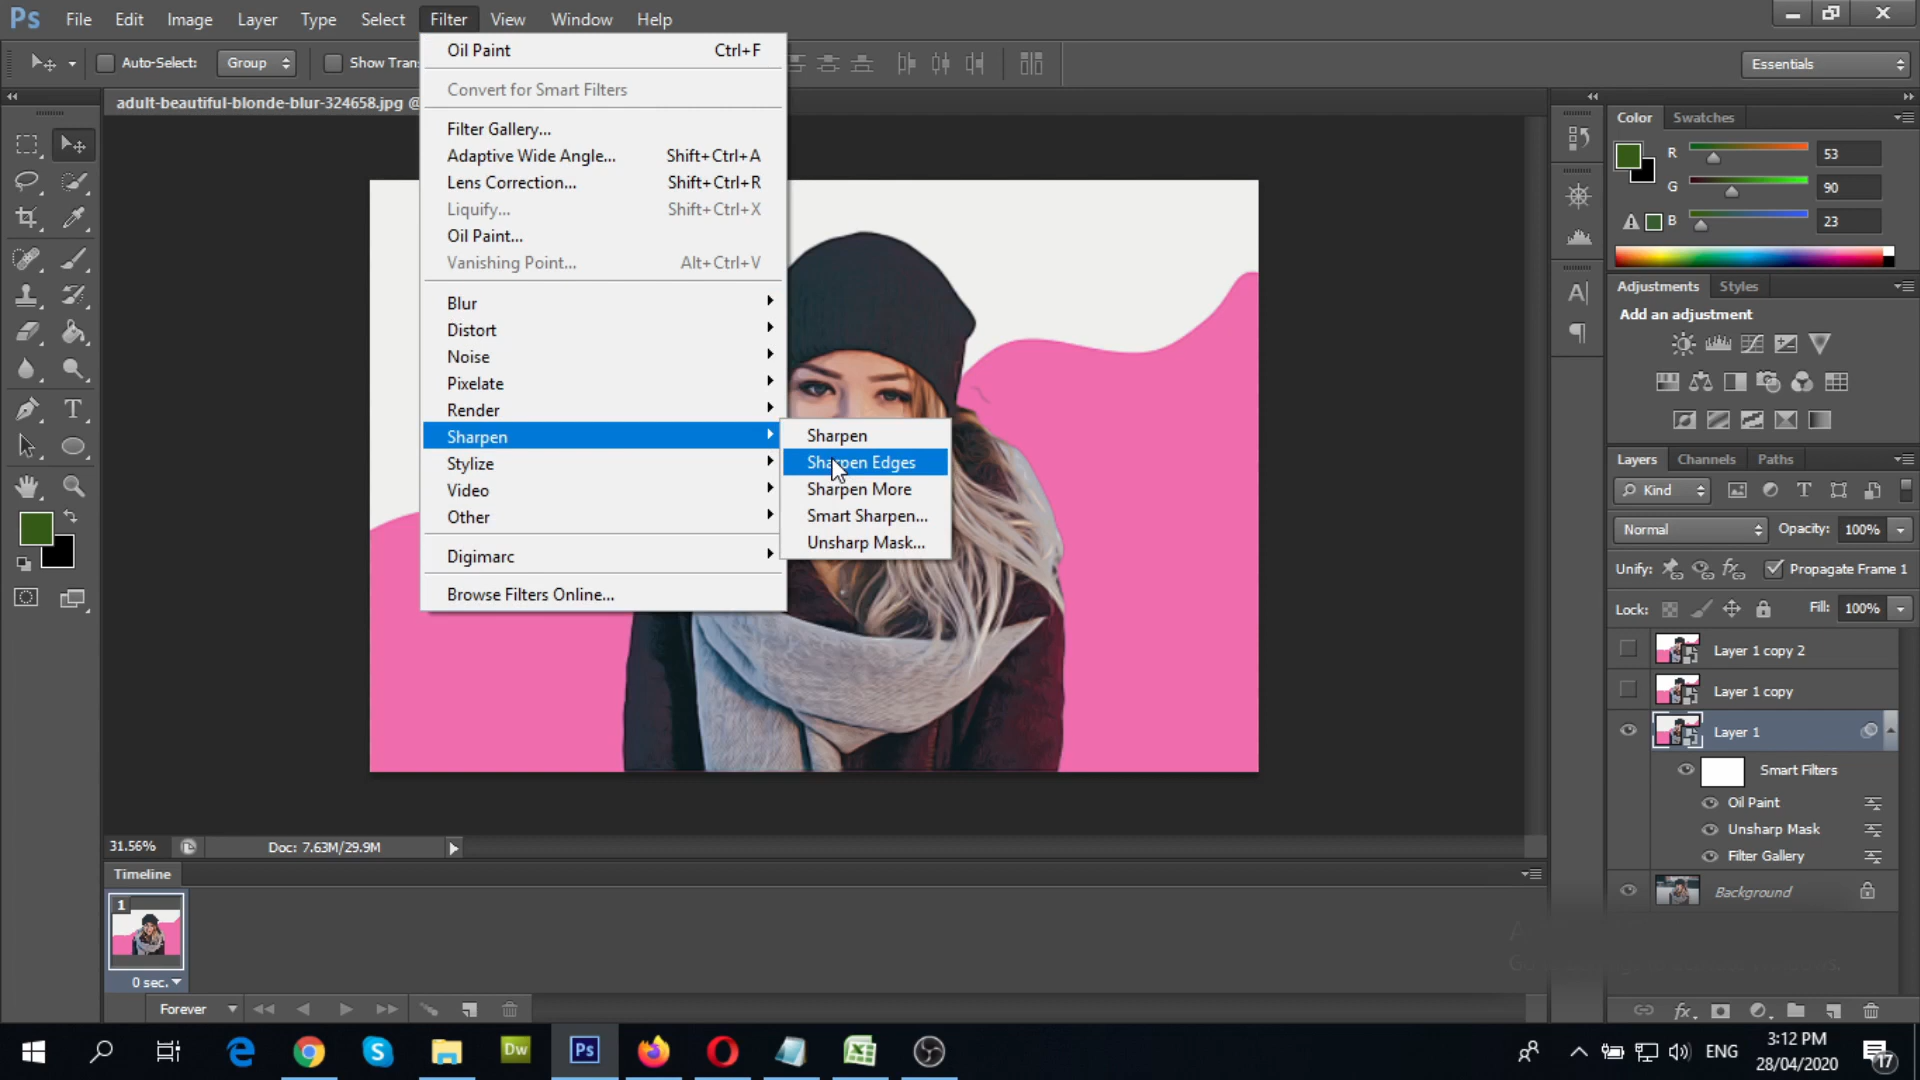 Ps File Edit Image Layer Type Select Filter View Window Help
Auto-Select: Group Show Tran
Essentials
adult-beautiful-blonde-blur-324658.jpg @
Oil Paint Ctrl+F
Convert for Smart Filters
Filter Gallery...
Adaptive Wide Angle... Shift+Ctrl+A
Lens Correction... Shift+Ctrl+R
Liquify... Shift+Ctrl+X
Oil Paint...
Vanishing Point... Alt+Ctrl+V
Blur
Distort
Noise
Pixelate
Render
Sharpen
Stylize
Video
Other
Digimarc
Browse Filters Online...
Sharpen
Sharpen Edges
Sharpen More
Smart Sharpen...
Unsharp Mask...
Color Swatches
R 53
G 90
B 23
Adjustments Styles
Add an adjustment
Layers Channels Paths
Kind
Normal Opacity: 100%
Unify: Propagate Frame 1
Lock: Fill: 100%
Layer 1 copy 2
Layer 1 copy
Layer 1
Smart Filters
Oil Paint
Unsharp Mask
Filter Gallery
Background
31.56% Doc: 7.63M/29.9M
Timeline
1
0 sec.
Forever
Dw Ps
ENG
3:12 PM
28/04/2020
17